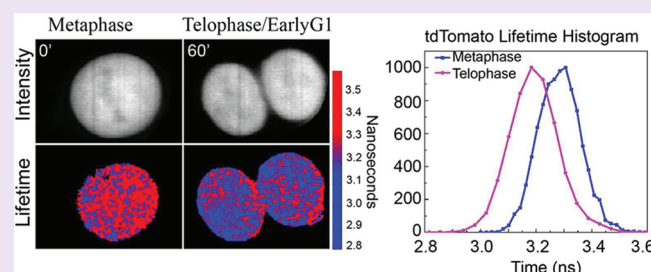 Metaphase Telophase/EarlyG1
0’ 60’
Intensity
Lifetime
3.5
3.4
3.3
3.2
3.1
3.0
2.9
2.8
Nanoseconds
tdTomato Lifetime Histogram
Metaphase
Telophase
1000
800
600
400
200
0
2.8 3.0 3.2 3.4 3.6
Time (ns)